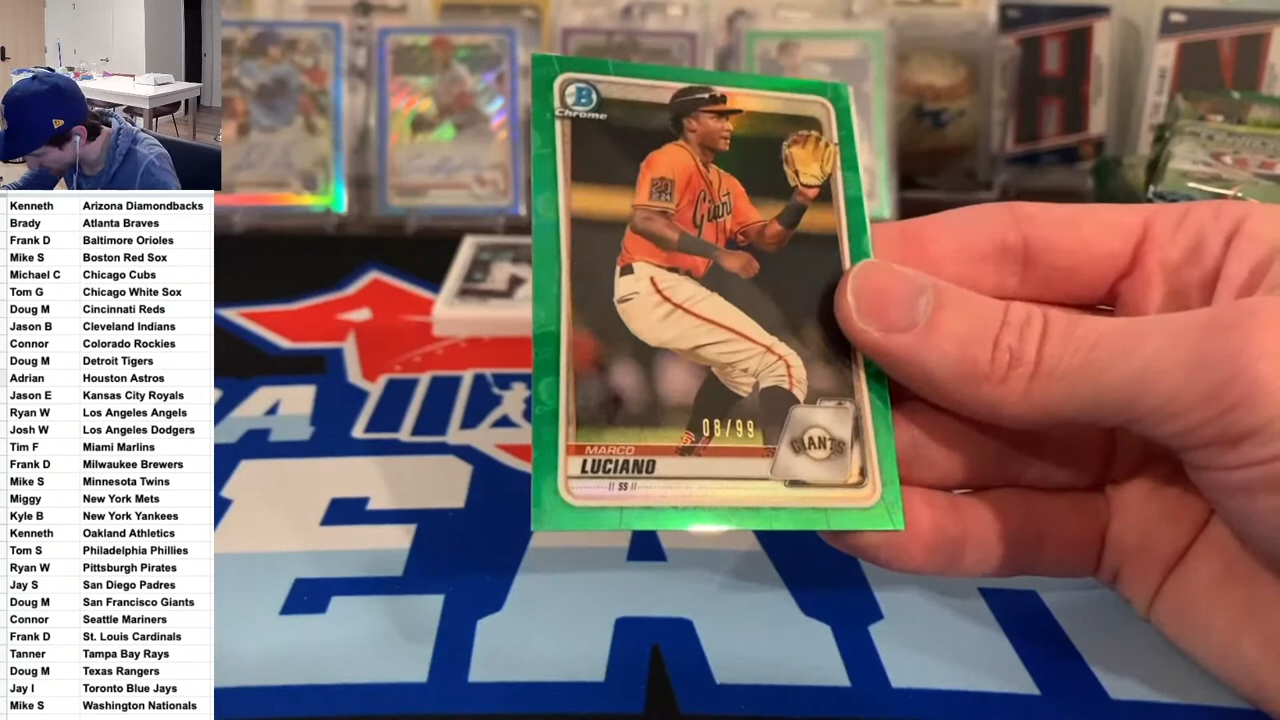 Kenneth Arizona Diamondbacks
Brady Atlanta Braves
Frank D Baltimore Orioles
Mike S Boston Red Sox
Michael C Chicago Cubs
Tom G Chicago White Sox
Doug M Cincinnati Reds
Jason B Cleveland Indians
Connor Colorado Rockies
Doug M Detroit Tigers
Adrian Houston Astros
Jason E Kansas City Royals
Ryan W Los Angeles Angels
Josh W Los Angeles Dodgers
Tim F Miami Marlins
Frank D Milwaukee Brewers
Mike S Minnesota Twins
Miggy New York Mets
Kyle B New York Yankees
Kenneth Oakland Athletics
Tom S Philadelphia Phillies
Ryan W Pittsburgh Pirates
Jay S San Diego Padres
Doug M San Francisco Giants
Connor Seattle Mariners
Frank D St. Louis Cardinals
Tanner Tampa Bay Rays
Doug M Texas Rangers
Jay I Toronto Blue Jays
Mike S Washington Nationals
B
Chrome
20
Giants
08/99
GIANTS
MARCO
LUCIANO
// SS //